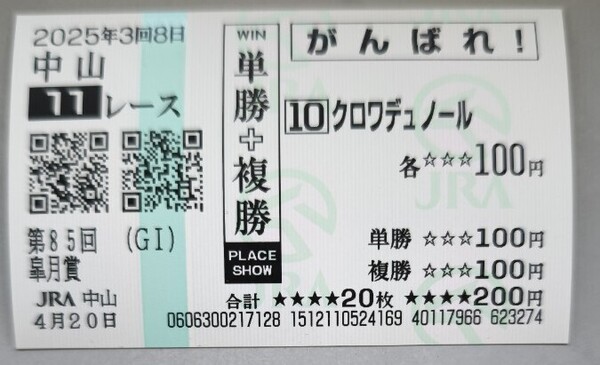 2025年3回8日
中山
11レース
第85回 (GI)
皐月賞
JRA 中山
4月20日
WIN
単勝+複勝
PLACE
SHOW
がんばれ!
10 クロワデュノール
各☆☆☆100円
単勝 ☆☆☆100円
複勝 ☆☆☆100円
合計 ★★★★20枚 ★★★★200円
0606300217128 1512110524169 40117966 623274
JRA